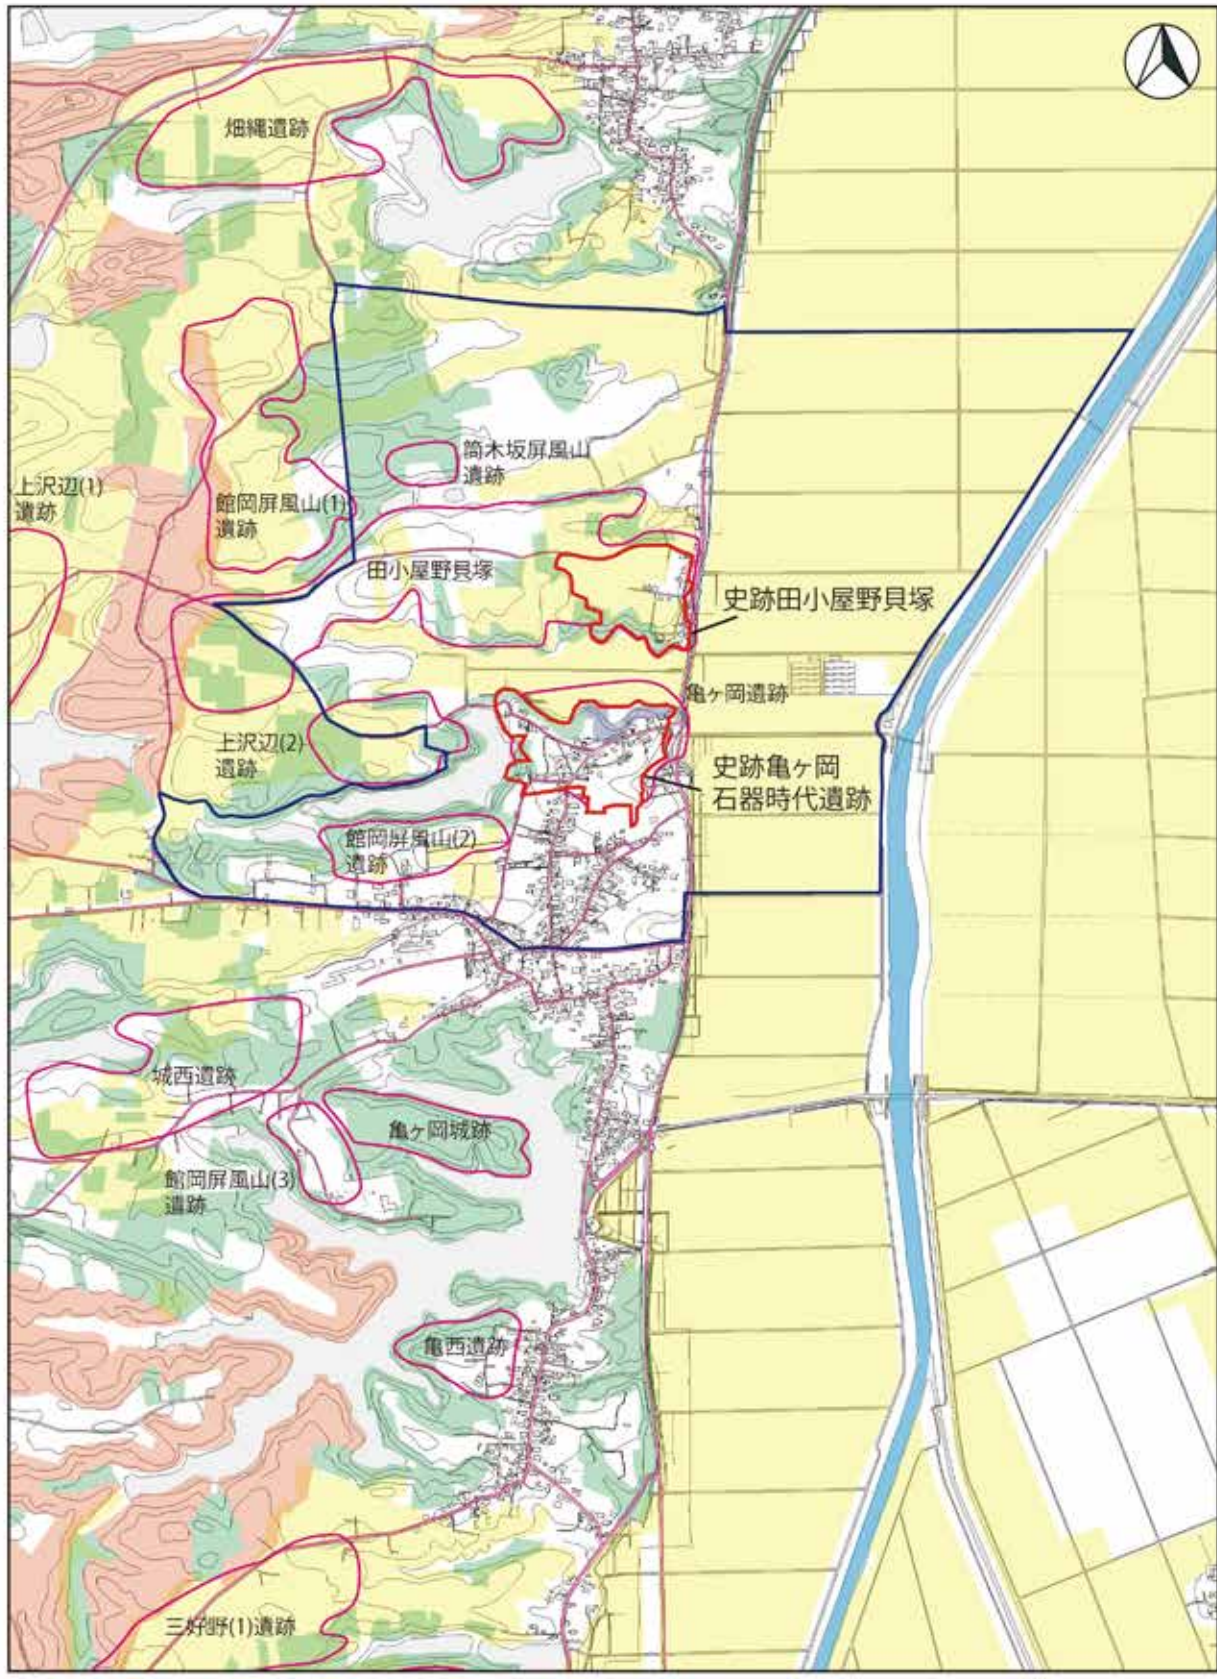 畑縄遺跡
筒木坂屏風山
遺跡
上沢辺(1)
遺跡
館岡屏風山(1)
遺跡
田小屋野貝塚
史跡田小屋野貝塚
亀ヶ岡遺跡
上沢辺(2)
遺跡
史跡亀ヶ岡
石器時代遺跡
館岡屏風山(2)
遺跡
城西遺跡
亀ヶ岡城跡
館岡屏風山(3)
遺跡
亀西遺跡
三好野(1)遺跡